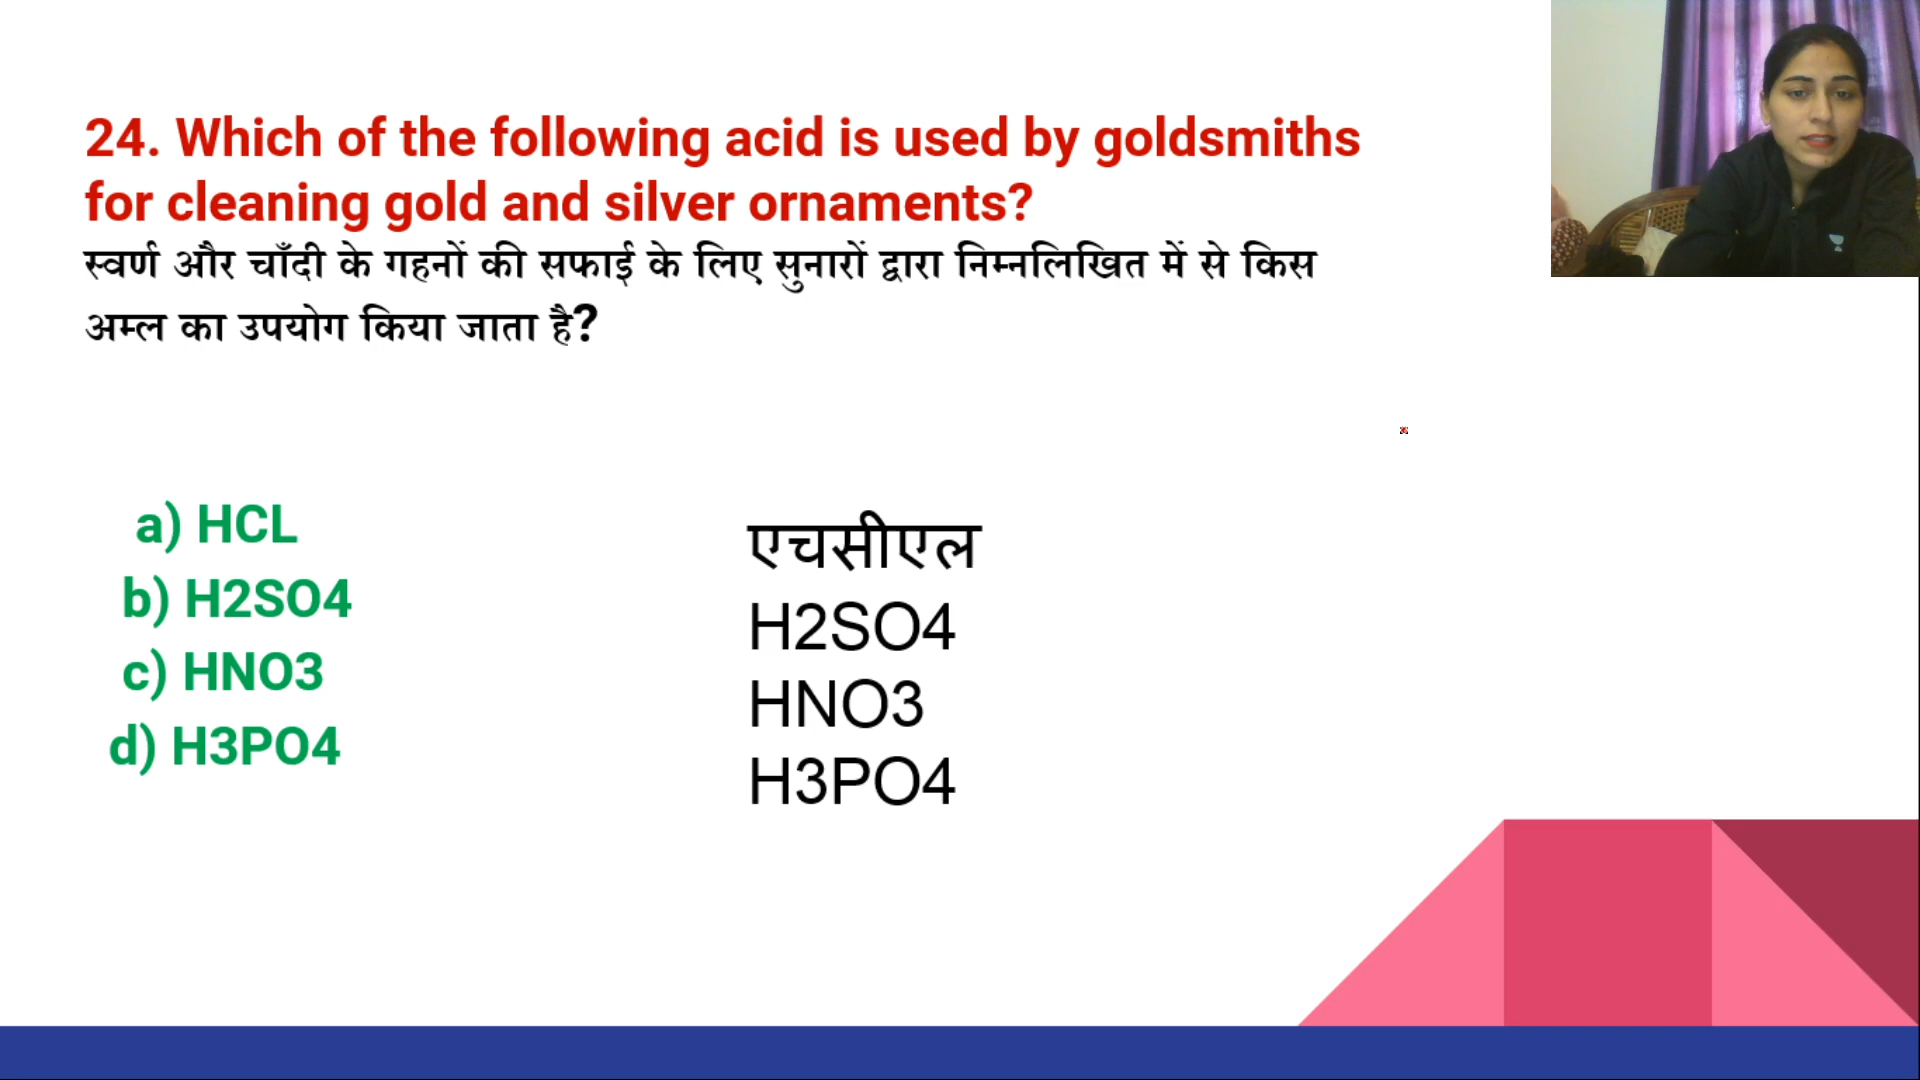 24. Which of the following acid is used by goldsmiths
for cleaning gold and silver ornaments?
स्वर्ण और चाँदी के गहनों की सफाई के लिए सुनारों द्वारा निम्नलिखित में से किस
अम्ल का उपयोग किया जाता है?
a) HCL
b) H2SO4
c) HNO3
d) H3PO4
एचसीएल
H2SO4
HNO3
H3PO4